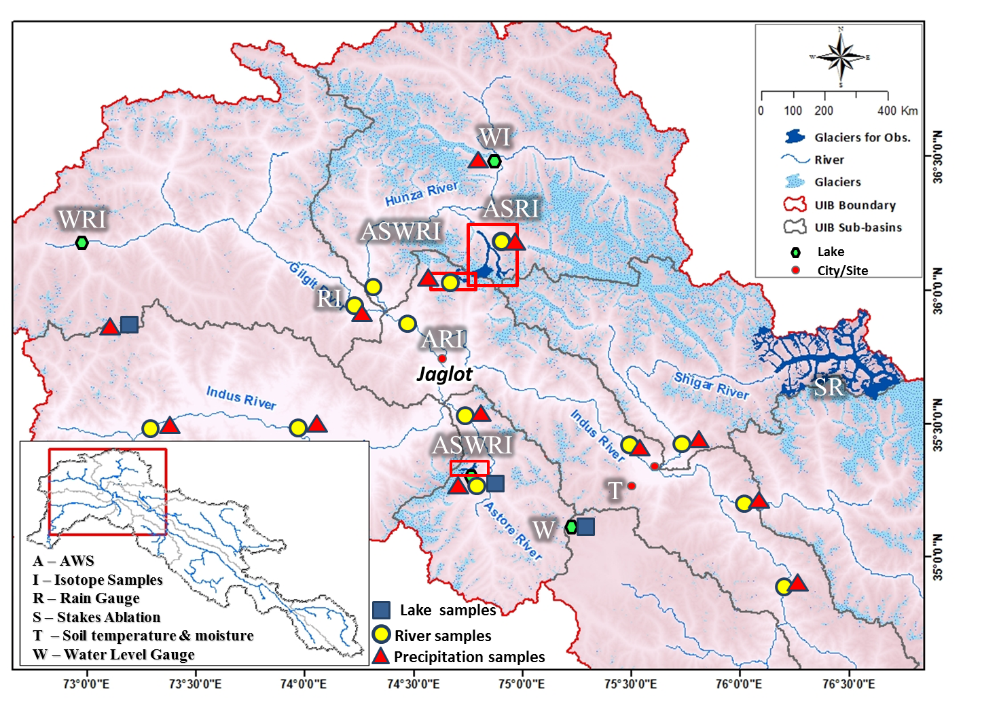 N
W E
S
0 100 200 400 Km
Glaciers for Obs.
River
Glaciers
UIB Boundary
UIB Sub-basins
Lake
City/Site
WI
Hunza River
ASRI
WRI
ASWRI
Gilgit
RI
ARI
Jaglot
Indus River
Shigar River
SR
Indus River
ASWRI
T
W
Astore River
A – AWS
I – Isotope Samples
R – Rain Gauge
S – Stakes Ablation
T – Soil temperature & moisture
W – Water Level Gauge
Lake samples
River samples
Precipitation samples
36°30'0"N
36°0'0"N
35°30'0"N
35°0'0"N
73°0'0"E 73°30'0"E 74°0'0"E 74°30'0"E 75°0'0"E 75°30'0"E 76°0'0"E 76°30'0"E